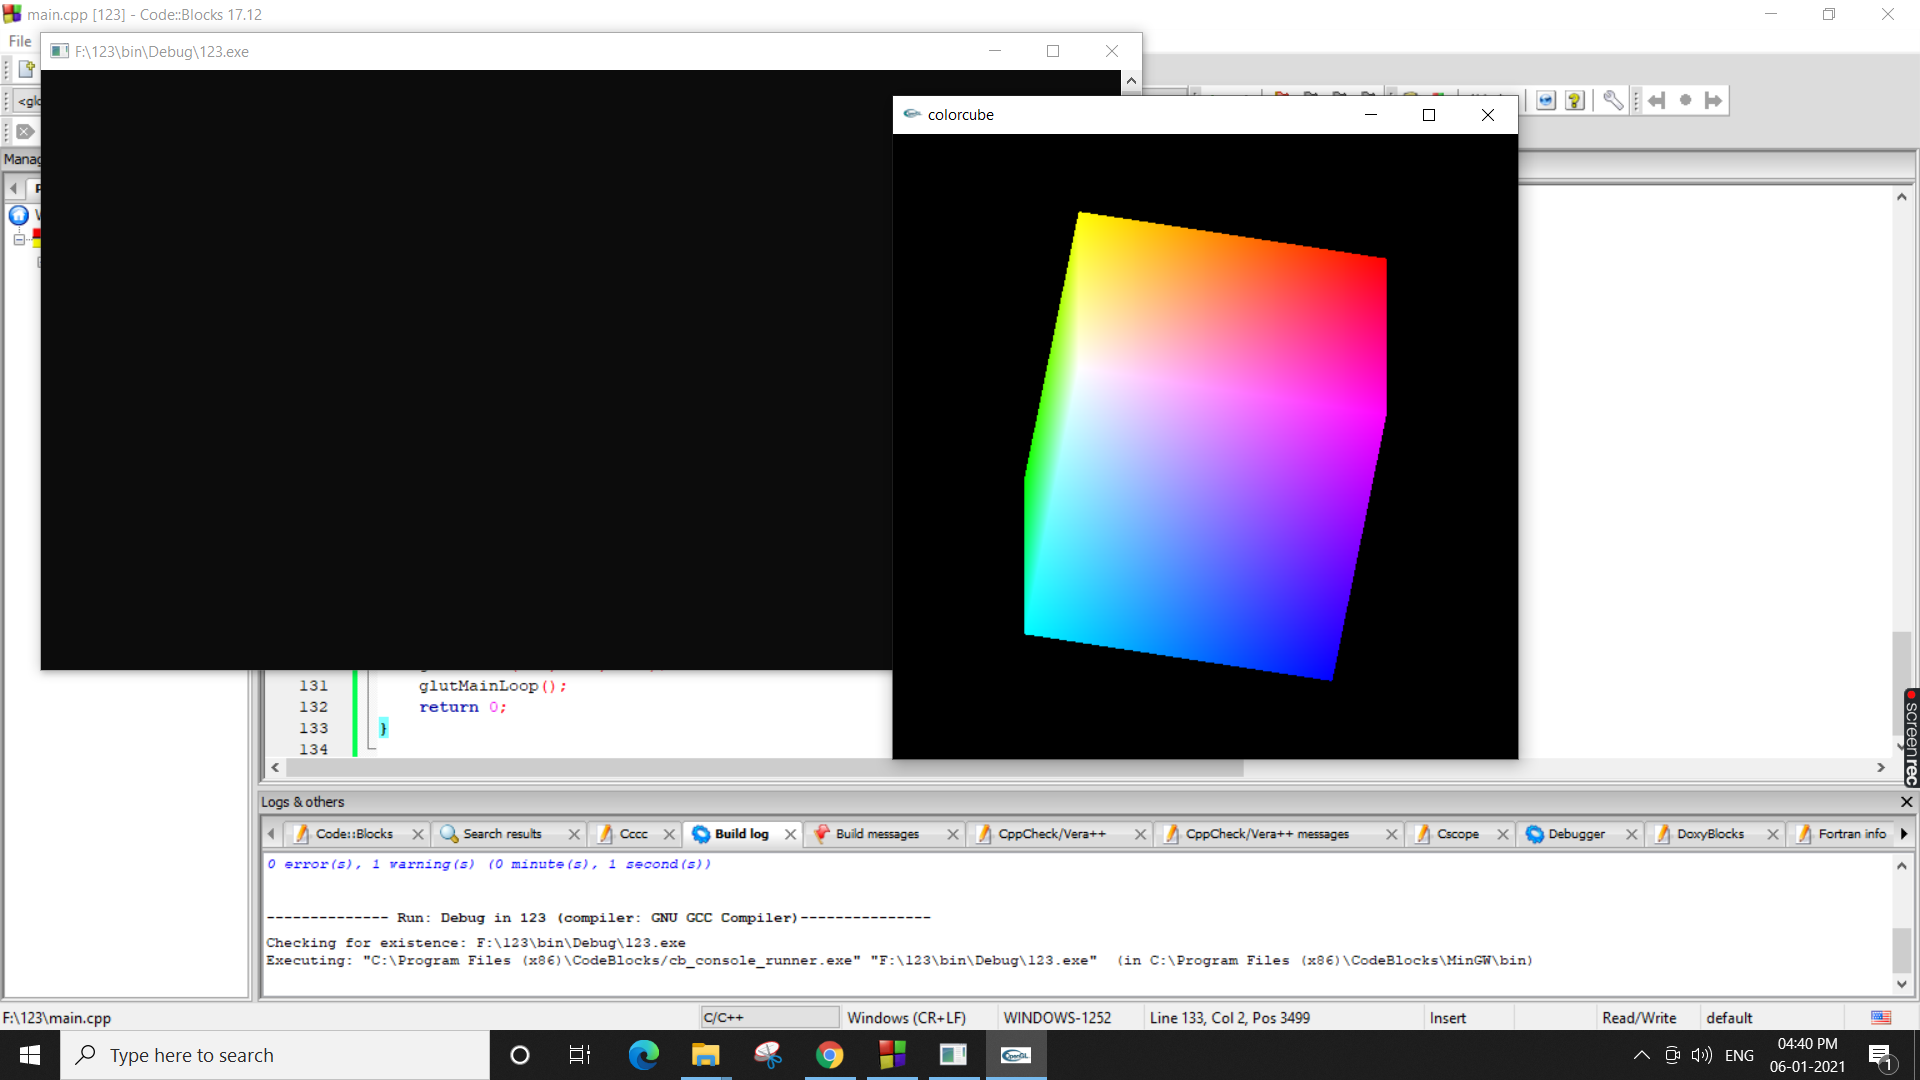 main.cpp [123] - Code::Blocks 17.12
File
F:\123\bin\Debug\123.exe
colorcube
131 glutMainLoop();
132 return 0;
133 }
134
Logs & others
Code::Blocks
Search results
Cccc
Build log
Build messages
CppCheck/Vera++
CppCheck/Vera++ messages
Cscope
Debugger
DoxyBlocks
Fortran info
0 error(s), 1 warning(s) (0 minute(s), 1 second(s))
-------------- Run: Debug in 123 (compiler: GNU GCC Compiler)---------------
Checking for existence: F:\123\bin\Debug\123.exe
Executing: "C:\Program Files (x86)\CodeBlocks/cb_console_runner.exe" "F:\123\bin\Debug\123.exe"  (in C:\Program Files (x86)\CodeBlocks\MinGW\bin)
F:\123\main.cpp
C/C++
Windows (CR+LF)
WINDOWS-1252
Line 133, Col 2, Pos 3499
Insert
Read/Write
default
screenrec
Type here to search
OpenGL
ENG
04:40 PM
06-01-2021
1